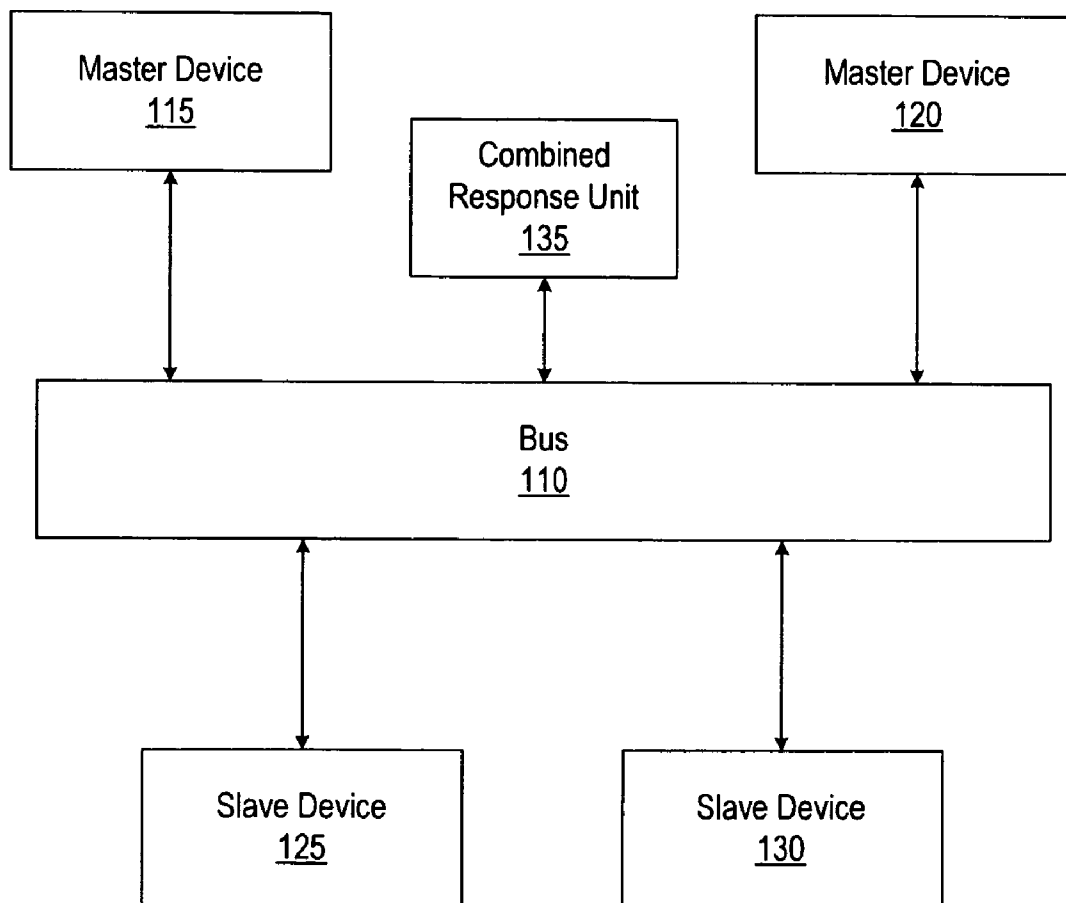 Master Device
115
Master Device
120
Combined
Response Unit
135
Bus
110
Slave Device
125
Slave Device
130